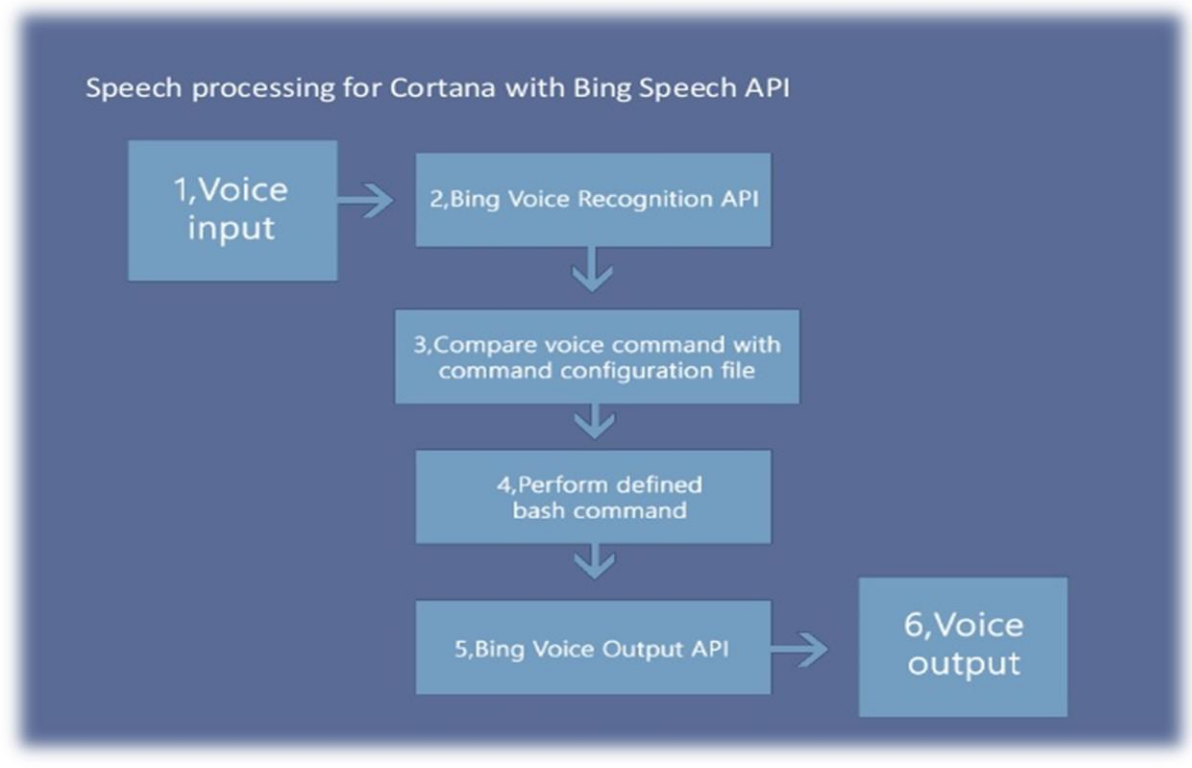 Speech processing for Cortana with Bing Speech API
1,Voice
input
2,Bing Voice Recognition API
3,Compare voice command with
command configuration file
4,Perform defined
bash command
5,Bing Voice Output API
6,Voice
output